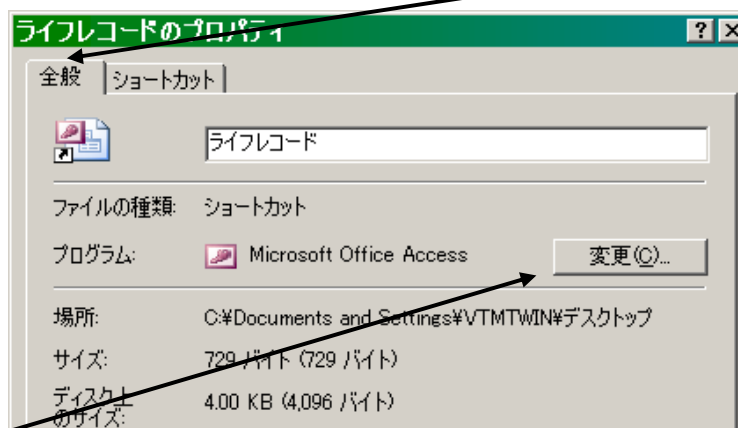 ライフレコードのプロパティ
全般 ショートカット
ライフレコード
ファイルの種類: ショートカット
プログラム: Microsoft Office Access 変更(C)...
場所: C:¥Documents and Settings¥VTMTWIN¥デスクトップ
サイズ: 729 バイト (729 バイト)
ディスク上
のサイズ: 4.00 KB (4,096 バイト)